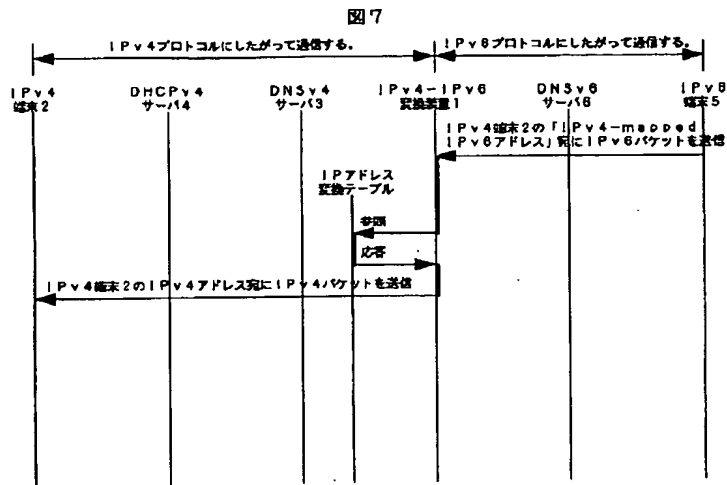 図7
IPv4プロトコルにしたがって通信する。
IPv6プロトコルにしたがって通信する。
IPv4
端末2
DHCPv4
サーバ4
DNSv4
サーバ3
IPv4-IPv6
変換装置1
DNSv6
サーバ6
IPv6
端末5
IPv4端末2の「IPv4-mapped
IPv6アドレス」宛にIPv6パケットを送信
IPアドレス
変換テーブル
参照
応答
IPv4端末2のIPv4アドレス宛にIPv4パケットを送信